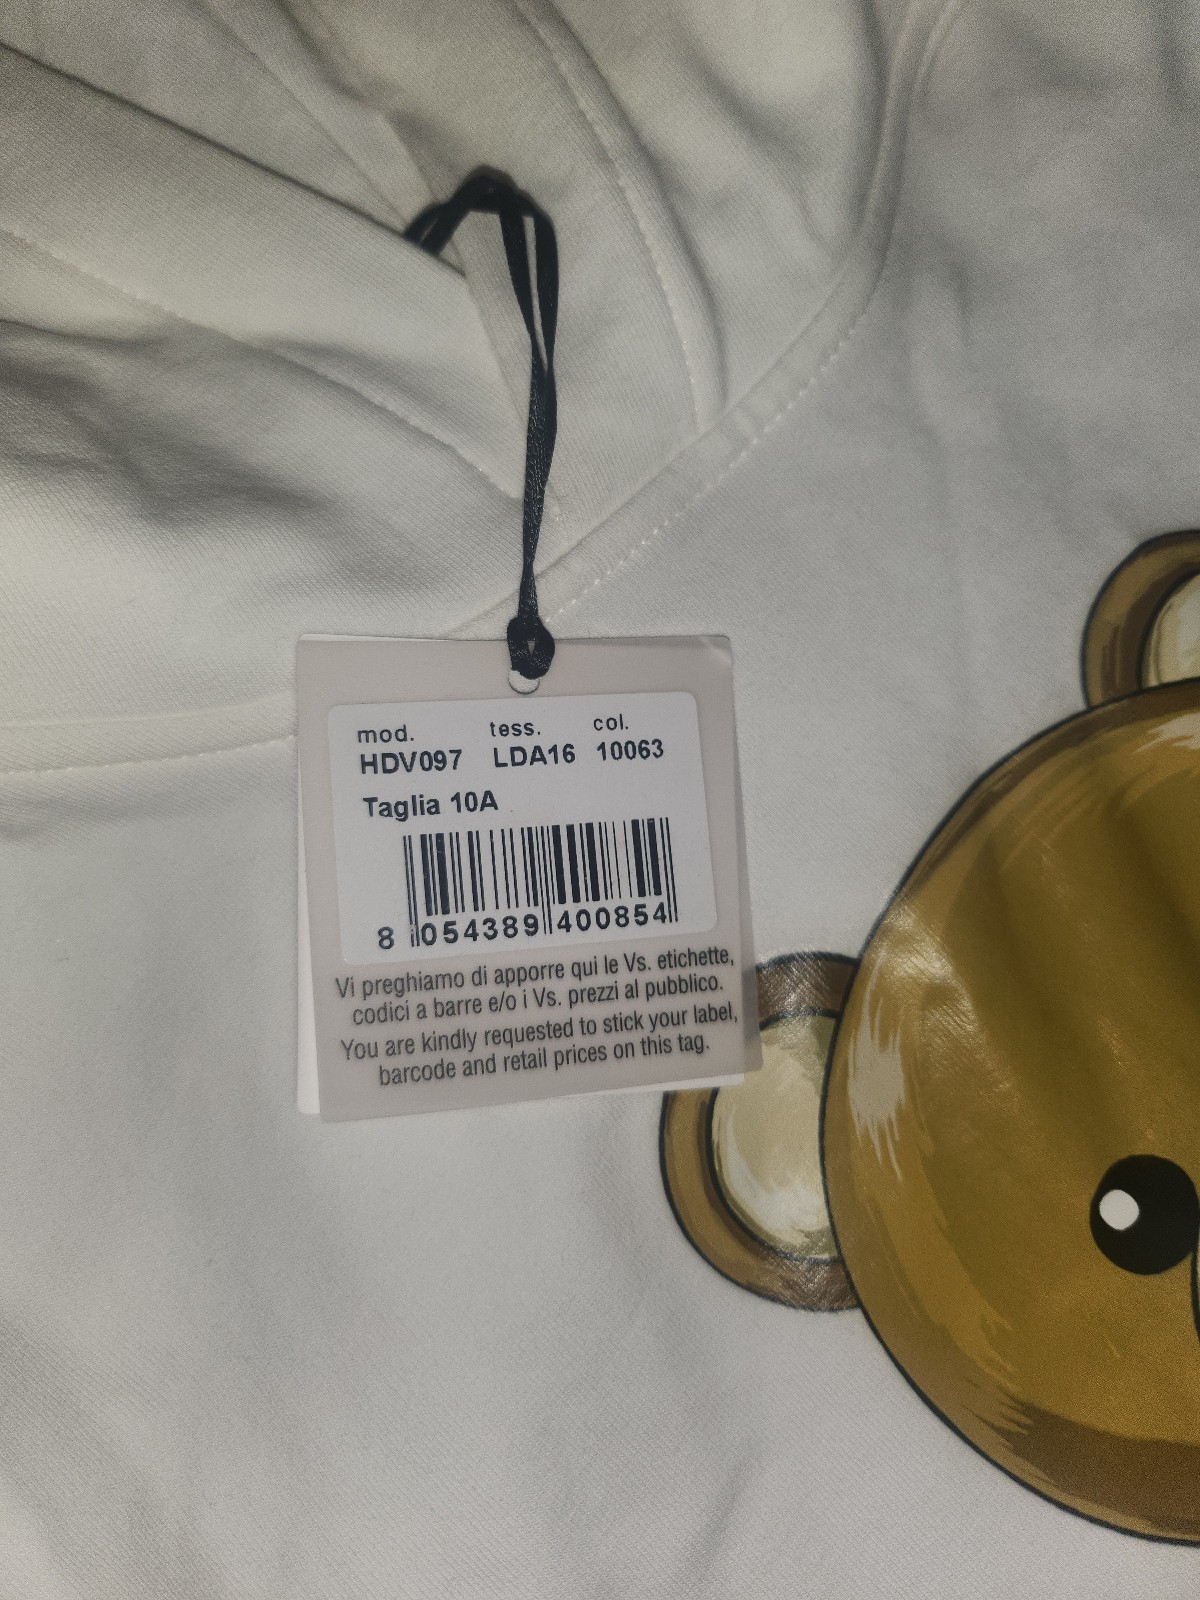 mod. tess. col.
HDV097 LDA16 10063
Taglia 10A
8 054389 400854
Vi preghiamo di apporre qui le Vs. etichette,
codici a barre e/o i Vs. prezzi al pubblico.
You are kindly requested to stick your label,
barcode and retail prices on this tag.